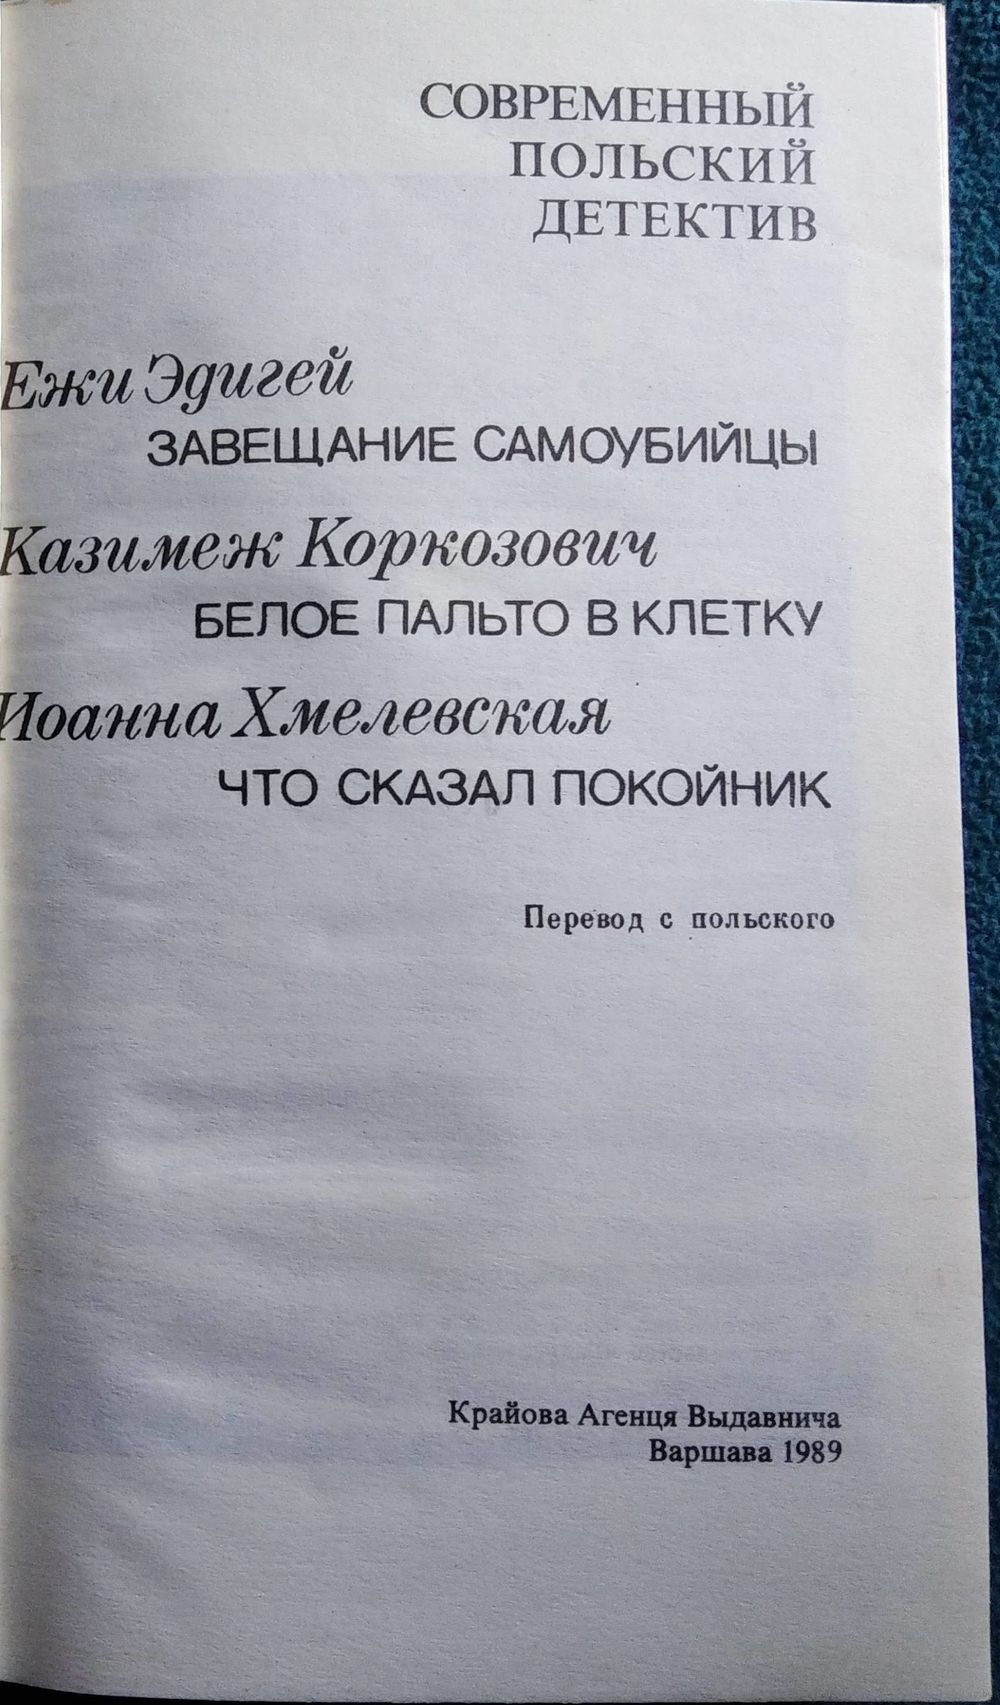 СОВРЕМЕННЫЙ
ПОЛЬСКИЙ
ДЕТЕКТИВ
Ежи Эдигей
ЗАВЕЩАНИЕ САМОУБИЙЦЫ
Казимеж Коркозович
БЕЛОЕ ПАЛЬТО В КЛЕТКУ
Иоанна Хмелевская
ЧТО СКАЗАЛ ПОКОЙНИК
Перевод с польского
Крайова Агенця Выдавнича
Варшава 1989